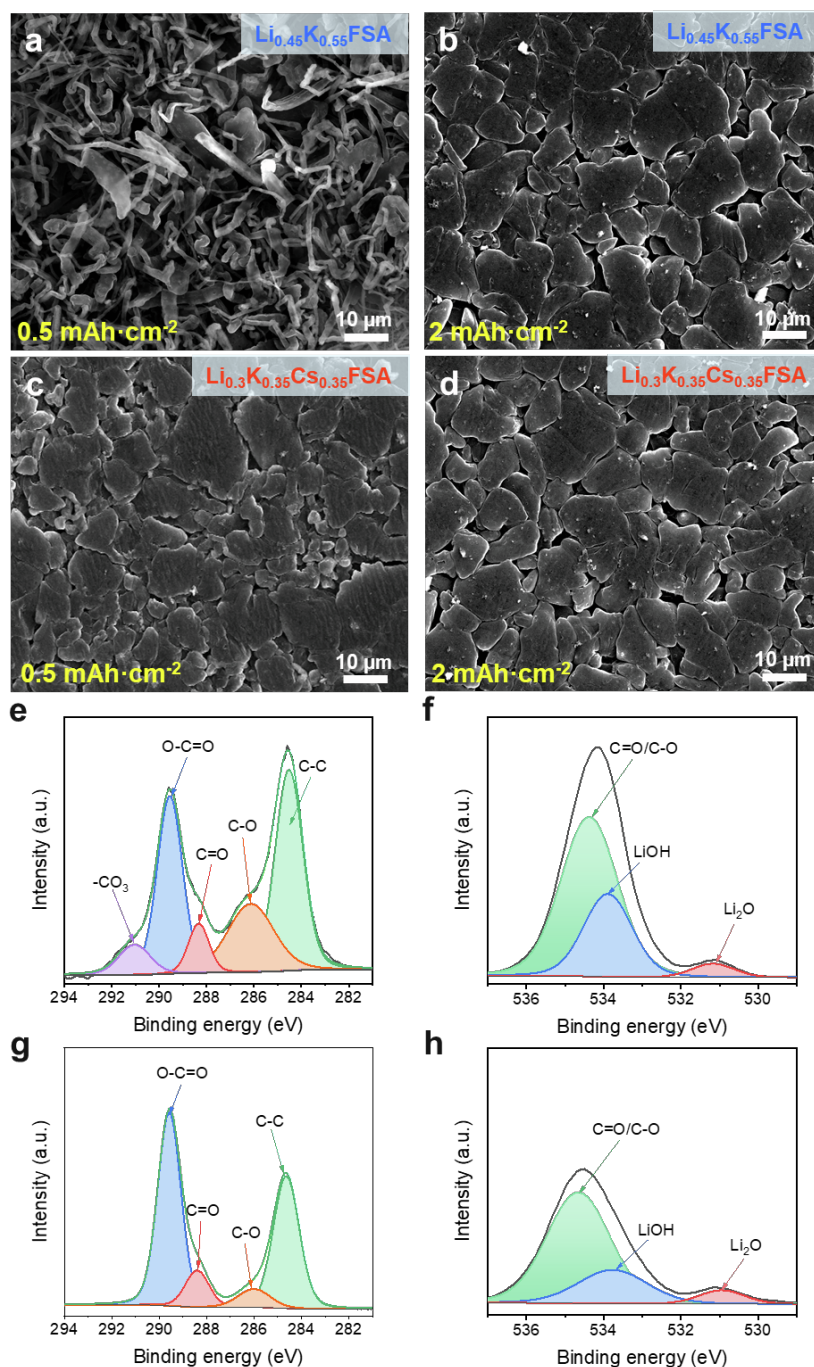 a
Li₀.₄₅K₀.₅₅FSA
0.5 mAh·cm⁻²
10 µm
b
Li₀.₄₅K₀.₅₅FSA
2 mAh·cm⁻²
10 µm
c
Li₀.₃K₀.₃₅Cs₀.₃₅FSA
0.5 mAh·cm⁻²
10 µm
d
Li₀.₃K₀.₃₅Cs₀.₃₅FSA
2 mAh·cm⁻²
10 µm
e
O-C=O
C-C
C-O
C=O
-CO₃
Intensity (a.u.)
294 292 290 288 286 284 282
Binding energy (eV)
f
C=O/C-O
LiOH
Li₂O
Intensity (a.u.)
536 534 532 530
Binding energy (eV)
g
O-C=O
C-C
C=O
C-O
Intensity (a.u.)
294 292 290 288 286 284 282
Binding energy (eV)
h
C=O/C-O
LiOH
Li₂O
Intensity (a.u.)
536 534 532 530
Binding energy (eV)